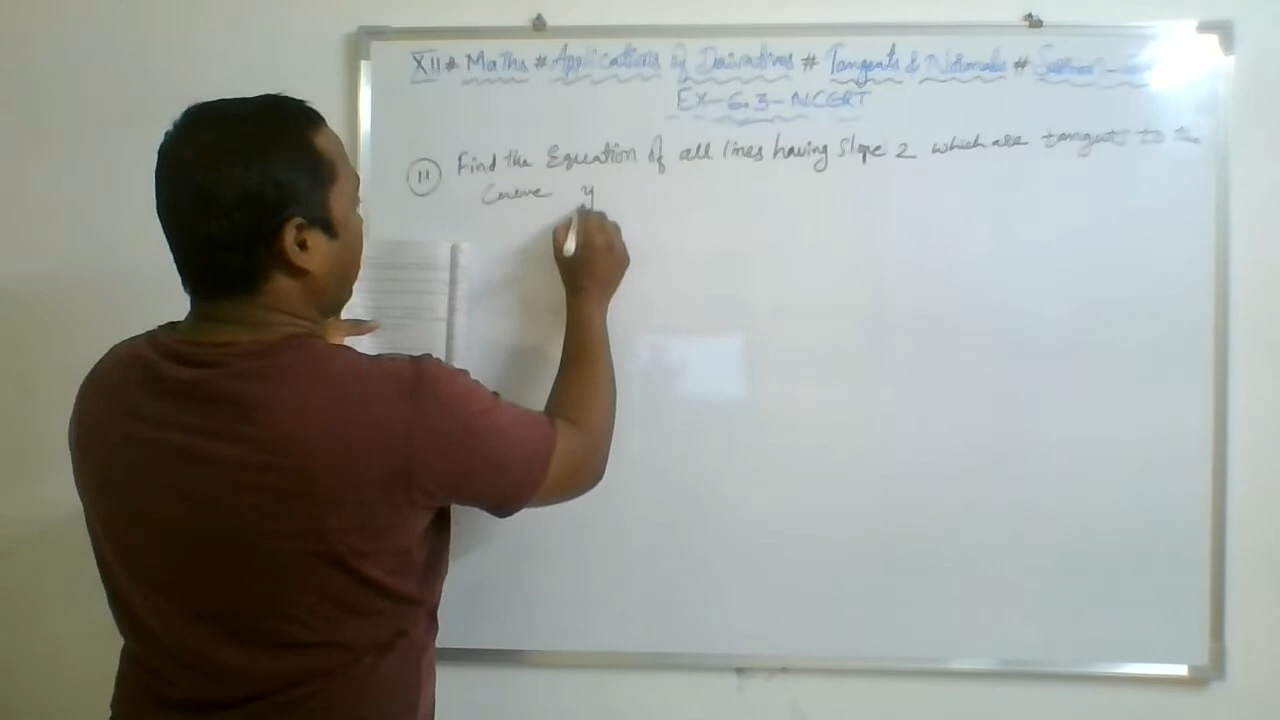 XII # Maths # Applications of Derivatives # Tangents & Normals #
Ex-6.3-NCERT
11 Find the Equation of all lines having slope 2 which are tangents to the
Curve y